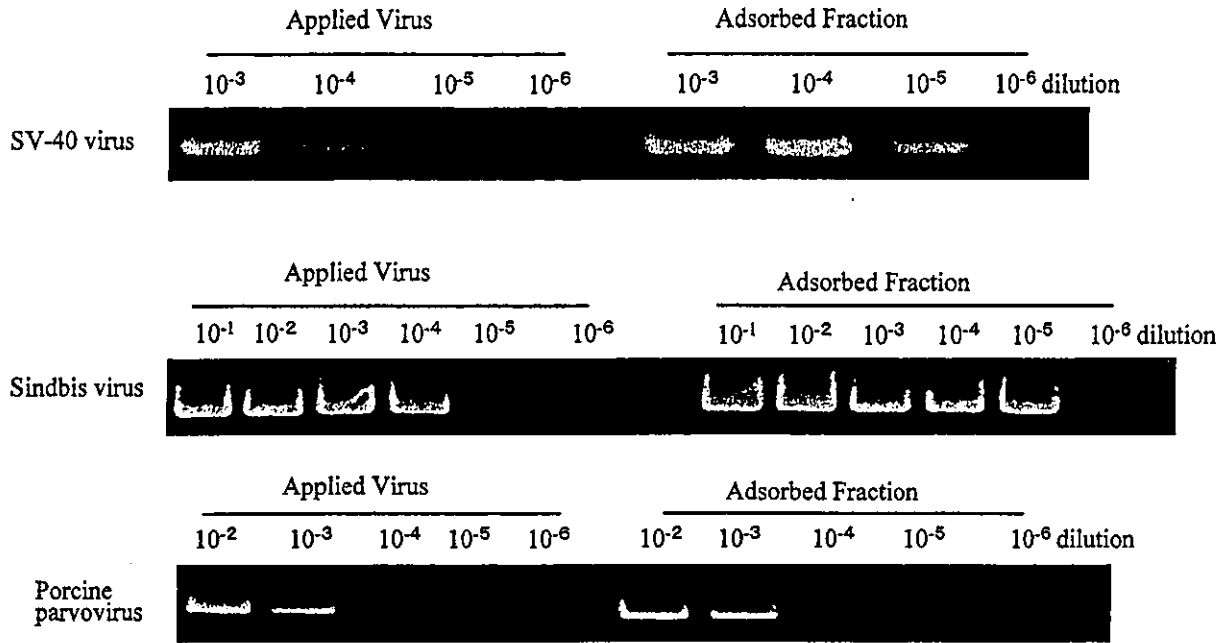 Applied Virus Adsorbed Fraction
10-3 10-4 10-5 10-6 10-3 10-4 10-5 10-6 dilution
SV-40 virus
Applied Virus Adsorbed Fraction
10-1 10-2 10-3 10-4 10-5 10-6 10-1 10-2 10-3 10-4 10-5 10-6 dilution
Sindbis virus
Applied Virus Adsorbed Fraction
10-2 10-3 10-4 10-5 10-6 10-2 10-3 10-4 10-5 10-6 dilution
Porcine
parvovirus